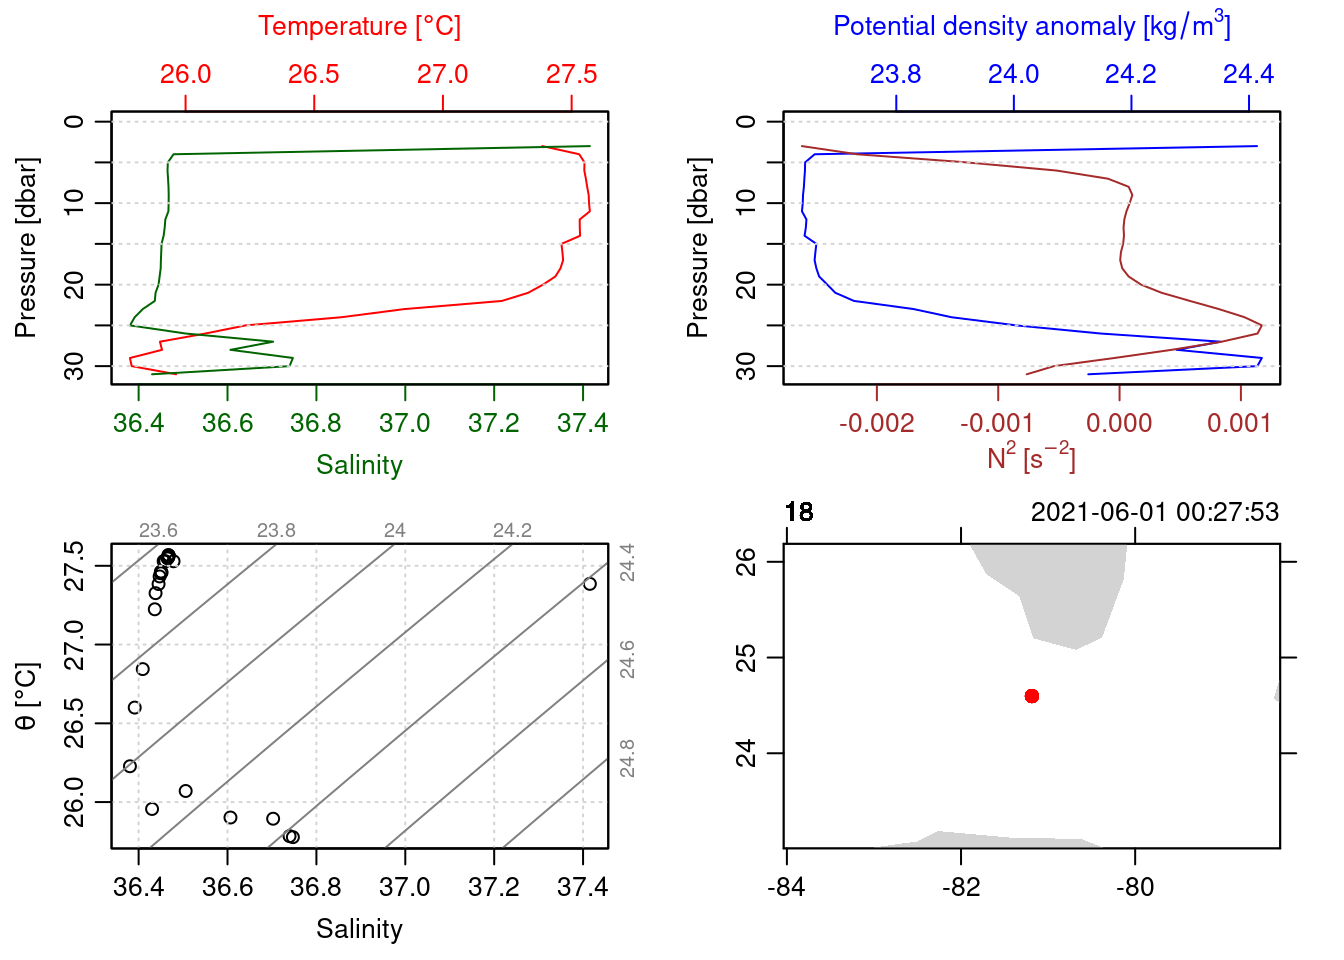 Temperature [°C]
26.0 26.5 27.0 27.5
0
10
20
30
Pressure [dbar]
36.4 36.6 36.8 37.0 37.2 37.4
Salinity
Potential density anomaly [kg/m³]
23.8 24.0 24.2 24.4
0
10
20
30
Pressure [dbar]
-0.002 -0.001 0.000 0.001
N² [s⁻²]
23.6 23.8 24 24.2
24.4
24.6
24.8
27.5
27.0
26.5
26.0
θ [°C]
36.4 36.6 36.8 37.0 37.2 37.4
Salinity
18 2021-06-01 00:27:53
26
25
24
-84 -82 -80